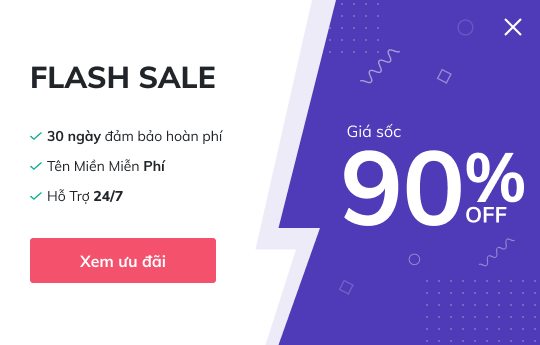 FLASH SALE
30 ngày đảm bảo hoàn phí
Tên Miền Miễn Phí
Hỗ Trợ 24/7
Xem ưu đãi
Giá sốc
90%
OFF